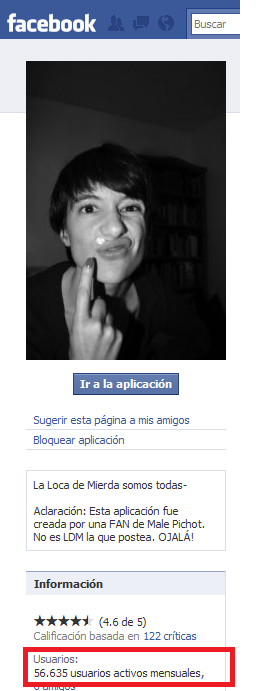 facebook
Buscar
Ir a la aplicación
Sugerir esta página a mis amigos
Bloquear aplicación
La Loca de Mierda somos todas-
Aclaración: Esta aplicación fue
creada por una FAN de Male Pichot.
No es LDM la que postea. OJALÁ!
Información
(4.6 de 5)
Calificación basada en 122 críticas
Usuarios:
56.635 usuarios activos mensuales,
amigos